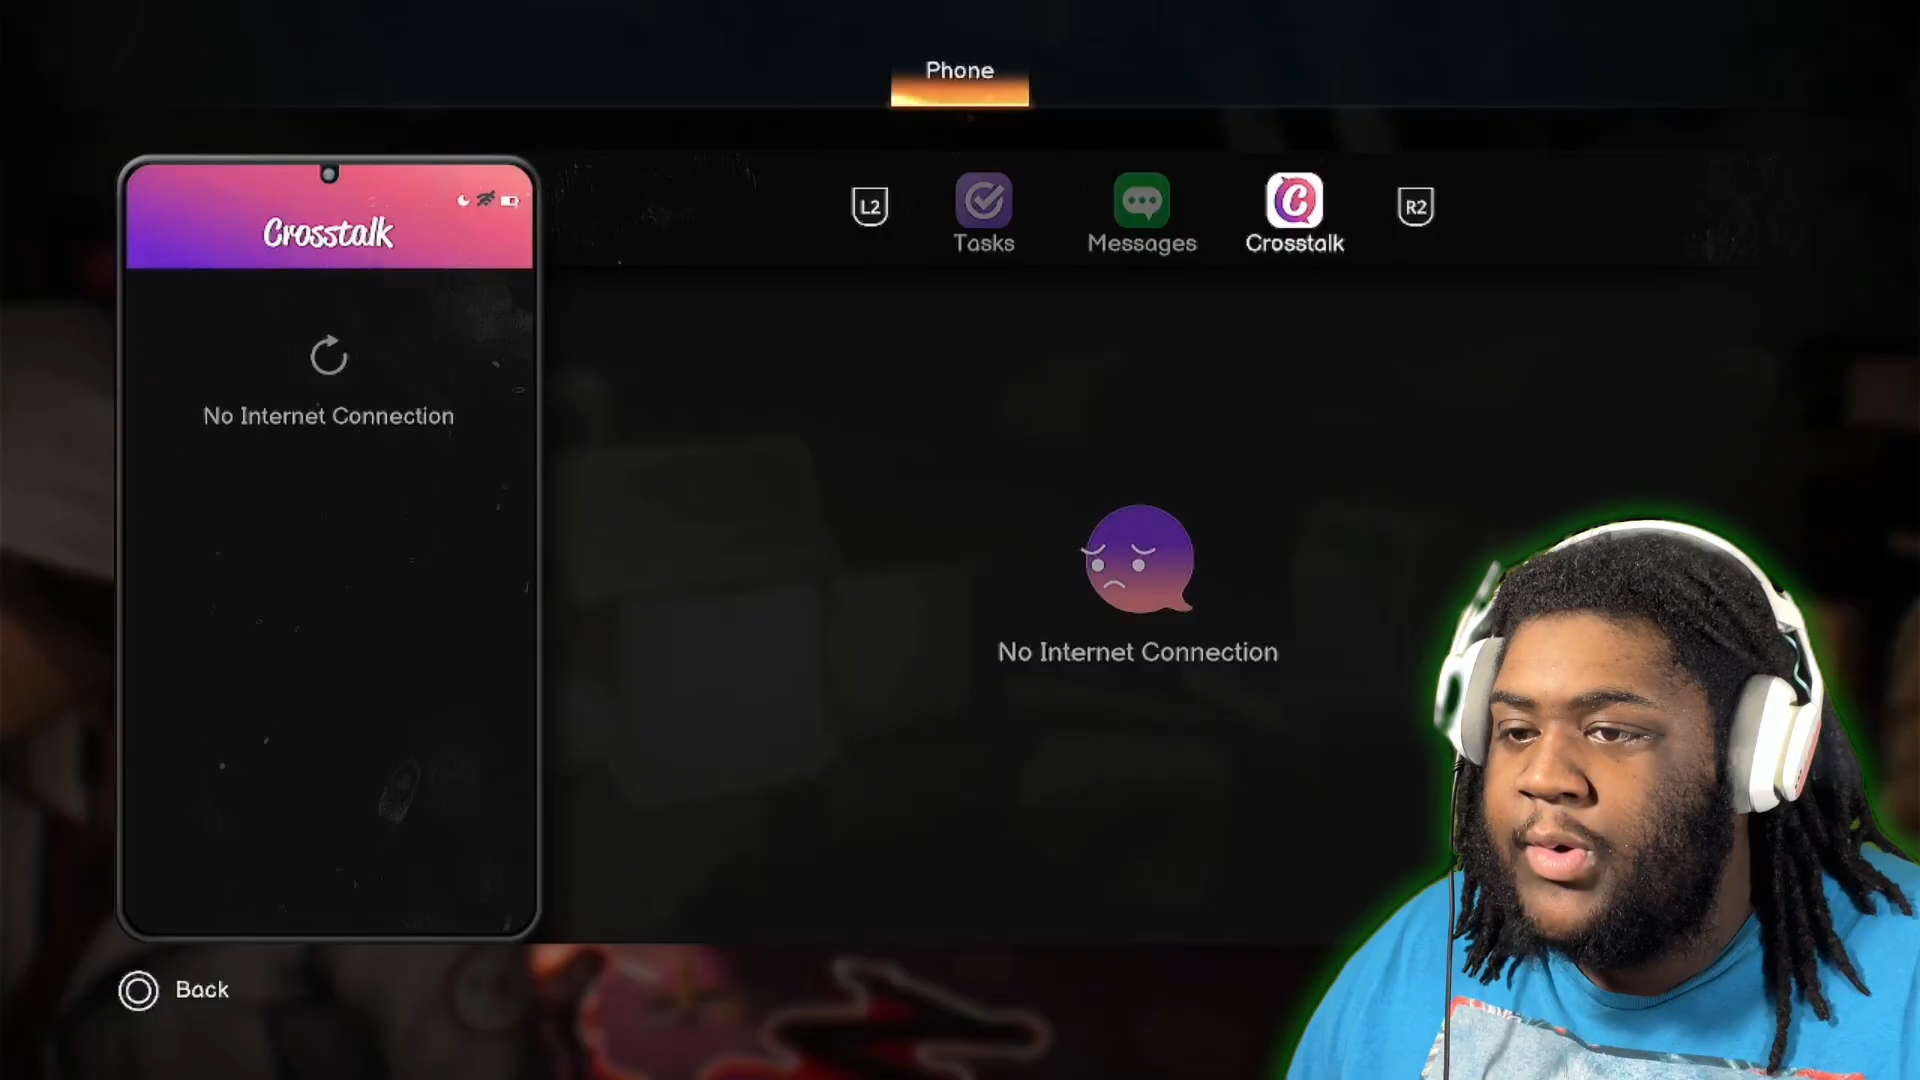 Phone
L2
Tasks
Messages
Crosstalk
R2
Crosstalk
No Internet Connection
No Internet Connection
Back